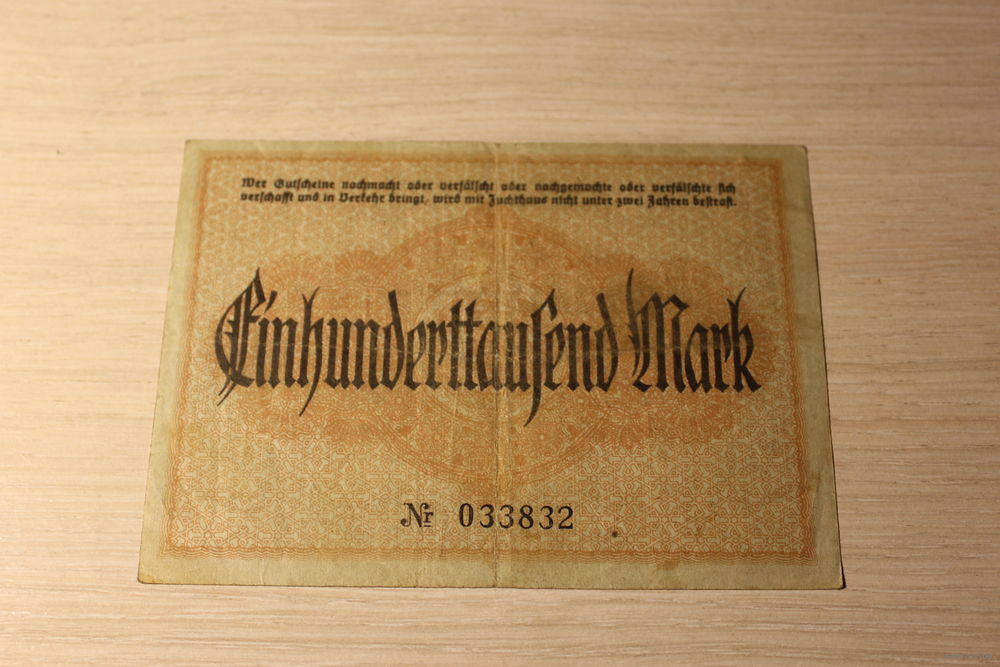 Wer Gutscheine nachmacht oder verfälscht oder nachgemachte oder verfälschte sich
verschafft und in Verkehr bringt, wird mit Zuchthaus nicht unter zwei Jahren bestraft.
Einhunderttausend Mark
Nr 033832